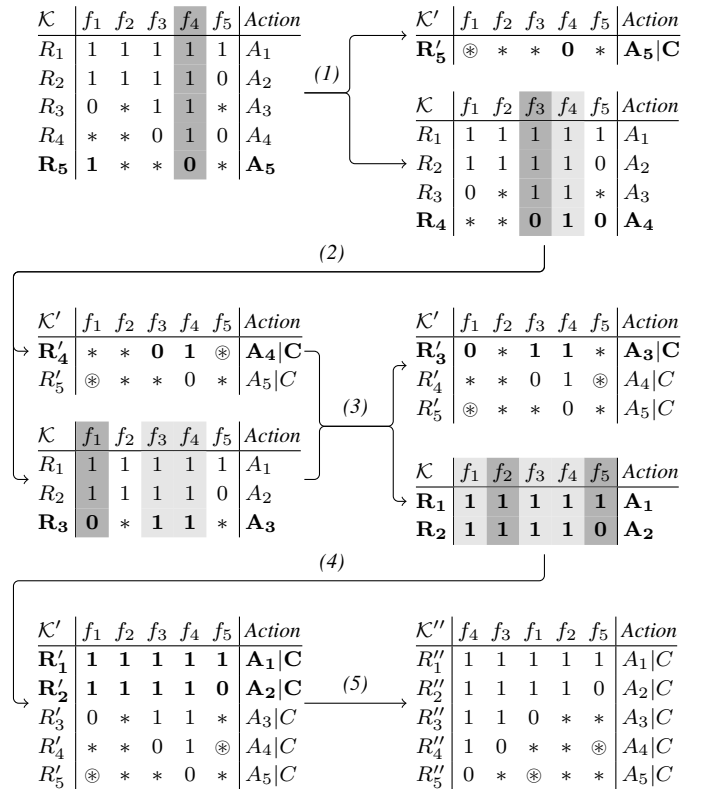 K f₁ f₂ f₃ f₄ f₅ Action
R₁ 1 1 1 1 1 A₁
R₂ 1 1 1 1 0 A₂
R₃ 0 * 1 1 * A₃
R₄ * * 0 1 0 A₄
R₅ 1 * * 0 * A₅
(1)
K′ f₁ f₂ f₃ f₄ f₅ Action
R′₅ ⊛ * * 0 * A₅|C
K f₁ f₂ f₃ f₄ f₅ Action
R₁ 1 1 1 1 1 A₁
R₂ 1 1 1 1 0 A₂
R₃ 0 * 1 1 * A₃
R₄ * * 0 1 0 A₄
(2)
K′ f₁ f₂ f₃ f₄ f₅ Action
R′₄ * * 0 1 ⊛ A₄|C
R′₅ ⊛ * * 0 * A₅|C
K f₁ f₂ f₃ f₄ f₅ Action
R₁ 1 1 1 1 1 A₁
R₂ 1 1 1 1 0 A₂
R₃ 0 * 1 1 * A₃
(3)
K′ f₁ f₂ f₃ f₄ f₅ Action
R′₃ 0 * 1 1 * A₃|C
R′₄ * * 0 1 ⊛ A₄|C
R′₅ ⊛ * * 0 * A₅|C
K f₁ f₂ f₃ f₄ f₅ Action
R₁ 1 1 1 1 1 A₁
R₂ 1 1 1 1 0 A₂
(4)
K′ f₁ f₂ f₃ f₄ f₅ Action
R′₁ 1 1 1 1 1 A₁|C
R′₂ 1 1 1 1 0 A₂|C
R′₃ 0 * 1 1 * A₃|C
R′₄ * * 0 1 ⊛ A₄|C
R′₅ ⊛ * * 0 * A₅|C
(5)
K″ f₄ f₃ f₁ f₂ f₅ Action
R″₁ 1 1 1 1 1 A₁|C
R″₂ 1 1 1 1 0 A₂|C
R″₃ 1 1 0 * * A₃|C
R″₄ 1 0 * * ⊛ A₄|C
R″₅ 0 * ⊛ * * A₅|C